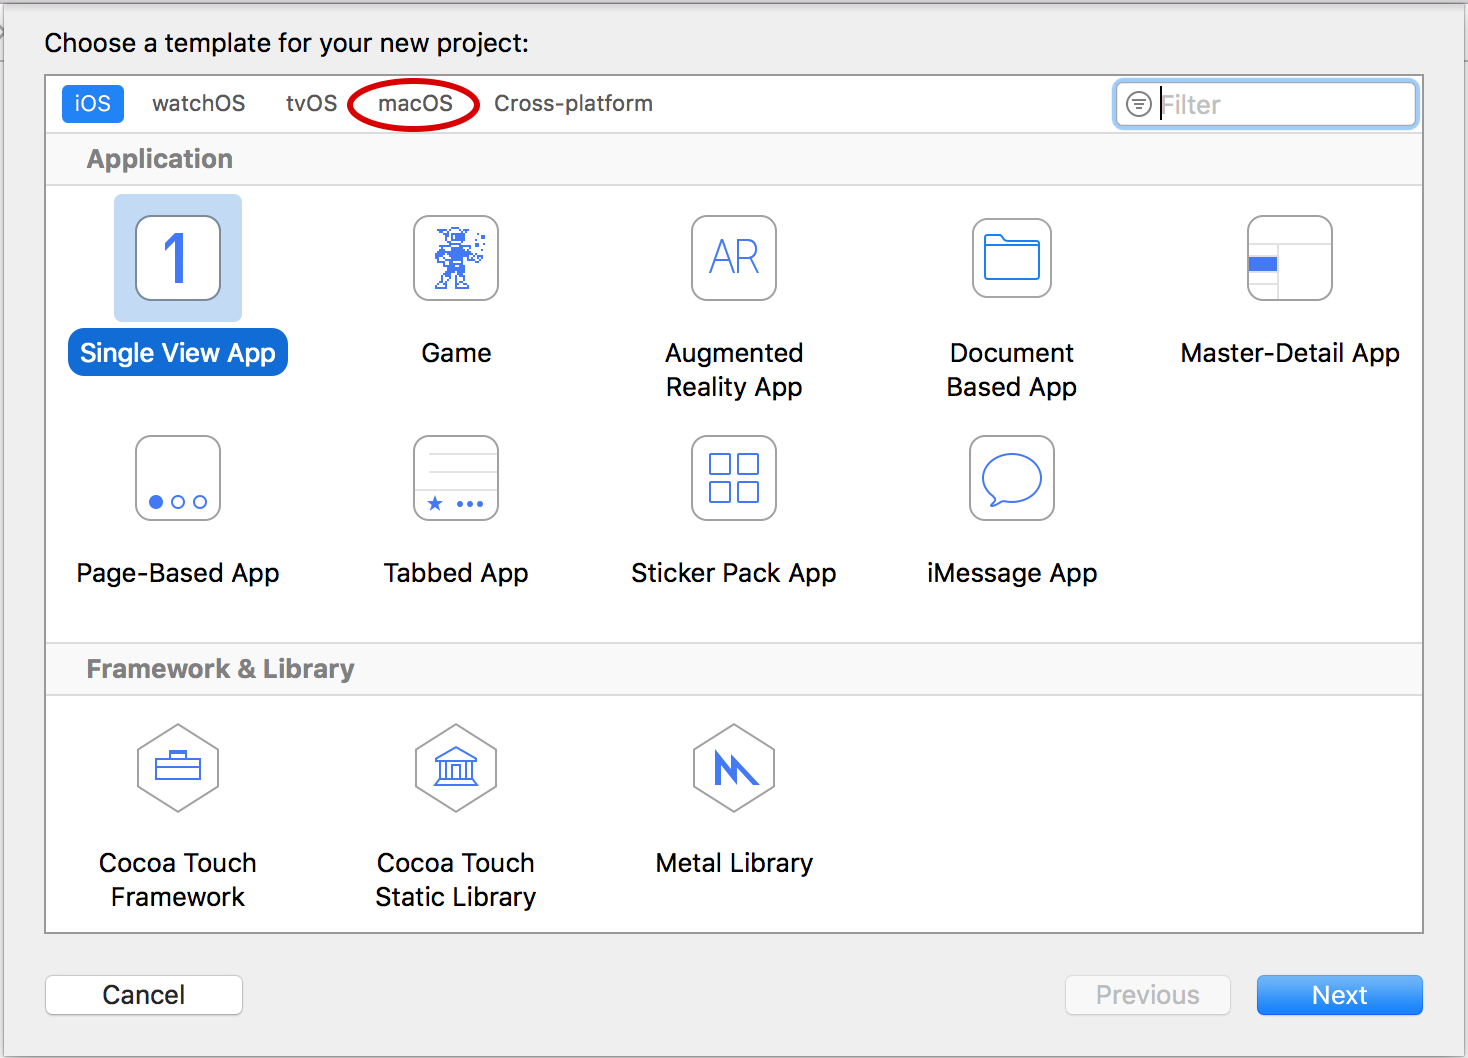 Choose a template for your new project:
iOS watchOS tvOS macOS Cross-platform Filter
Application
1 AR
Single View App Game Augmented Reality App Document Based App Master-Detail App
Page-Based App Tabbed App Sticker Pack App iMessage App
Framework & Library
Cocoa Touch Framework Cocoa Touch Static Library Metal Library
Cancel Previous Next